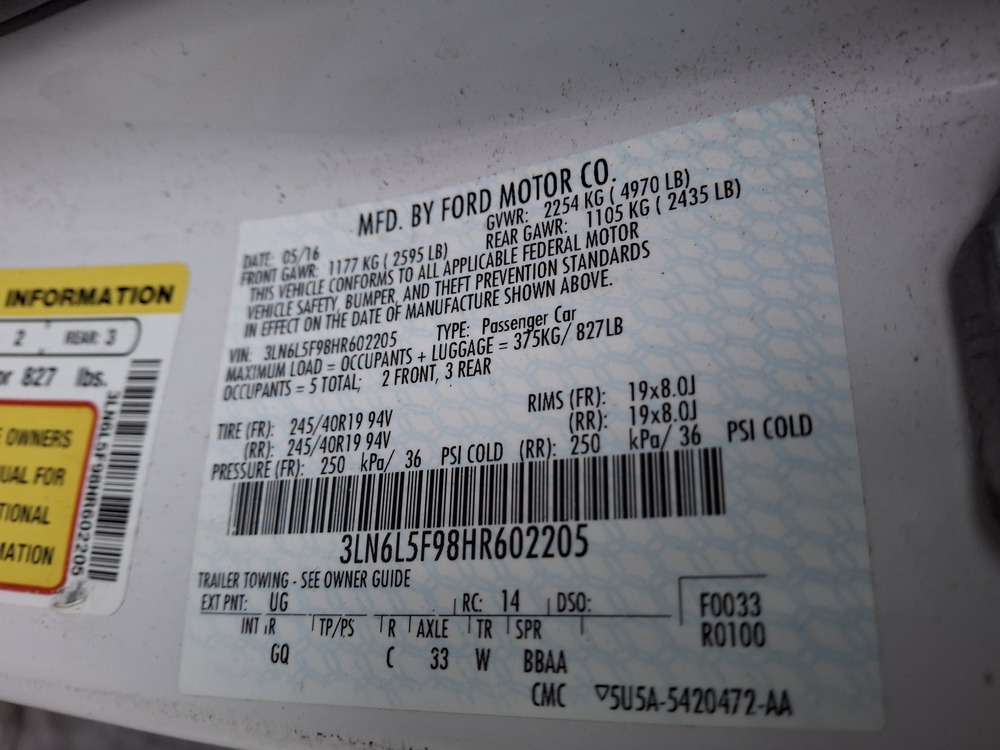 MFD. BY FORD MOTOR CO.
DATE: 05/16 GVWR: 2254 KG ( 4970 LB)
FRONT GAWR: 1177 KG ( 2595 LB) REAR GAWR: 1105 KG ( 2435 LB)
THIS VEHICLE CONFORMS TO ALL APPLICABLE FEDERAL MOTOR
VEHICLE SAFETY, BUMPER, AND THEFT PREVENTION STANDARDS
IN EFFECT ON THE DATE OF MANUFACTURE SHOWN ABOVE.
VIN: 3LN6L5F98HR602205 TYPE: Passenger Car
MAXIMUM LOAD = OCCUPANTS + LUGGAGE = 375KG/ 827LB
OCCUPANTS = 5 TOTAL; 2 FRONT, 3 REAR
TIRE (FR): 245/40R19 94V RIMS (FR): 19x8.0J
(RR): 245/40R19 94V (RR): 19x8.0J
PRESSURE (FR): 250 kPa/ 36 PSI COLD (RR): 250 kPa/ 36 PSI COLD
3LN6L5F98HR602205
TRAILER TOWING - SEE OWNER GUIDE
EXT PNT: UG RC: 14 DSO: F0033
INT TR TP/PS R AXLE TR SPR R0100
GQ C 33 W BBAA
CMC ▽5U5A-5420472-AA
INFORMATION
2 REAR: 3
or 827 lbs.
OWNERS
UAL FOR
TIONAL
MATION
3LN6L5F98HR602205